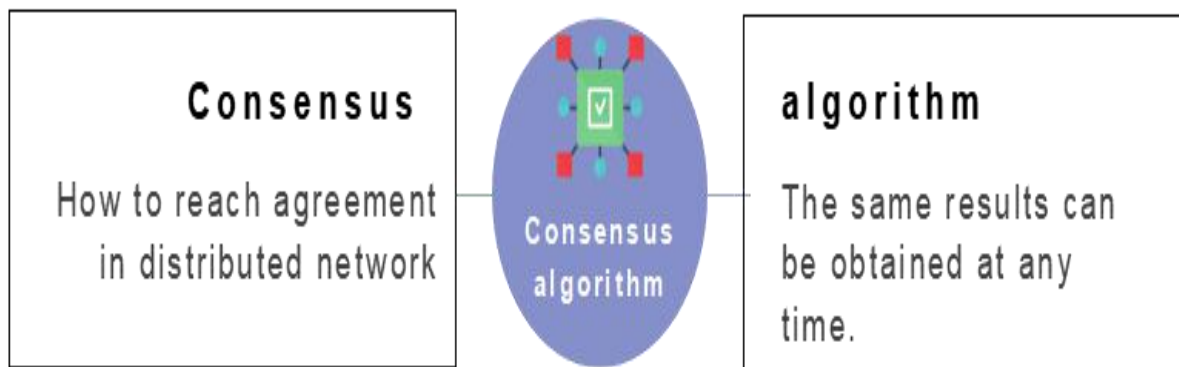 Consensus
How to reach agreement
in distributed network
Consensus
algorithm
algorithm
The same results can
be obtained at any
time.